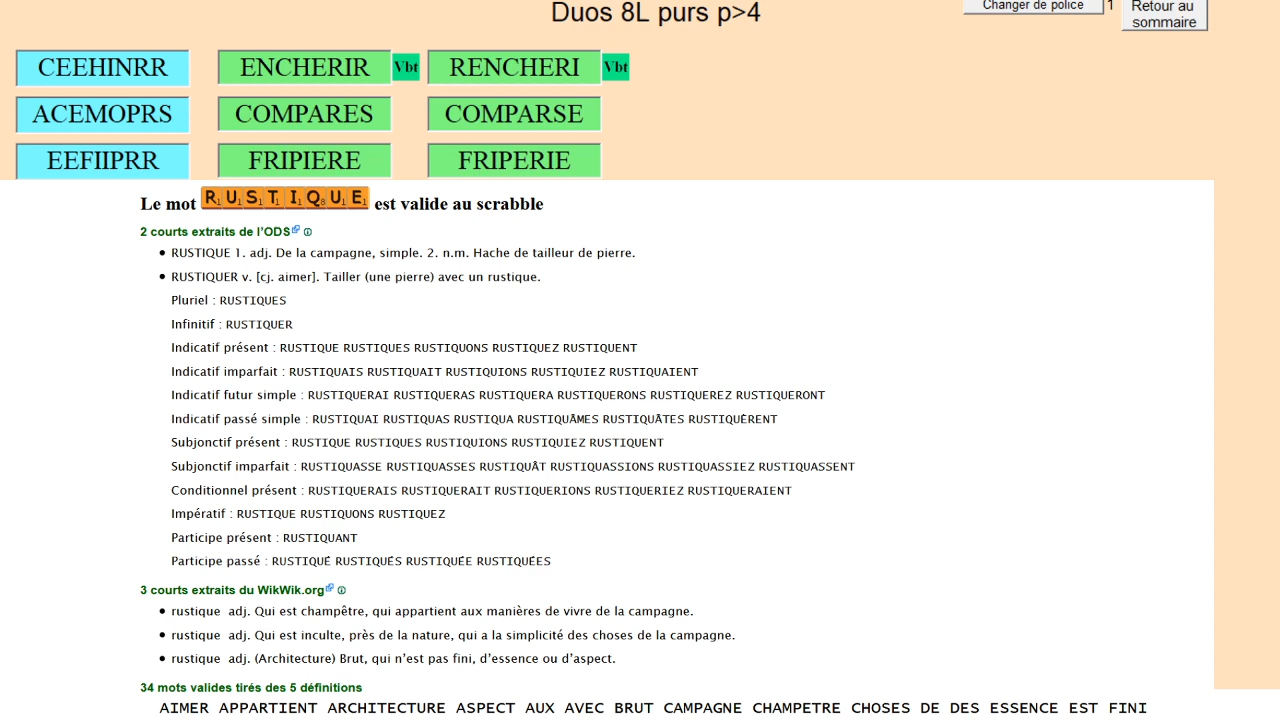 Duos 8L purs p>4
Changer de police 1 Retour au sommaire
CEEHINRR ENCHERIR Vbt RENCHERI Vbt
ACEMOPRS COMPARES COMPARSE
EEFIIPRR FRIPIERE FRIPERIE
Le mot R1 U1 S1 T1 I1 Q8 U1 E1 est valide au scrabble
2 courts extraits de l’ODS
• RUSTIQUE 1. adj. De la campagne, simple. 2. n.m. Hache de tailleur de pierre.
• RUSTIQUER v. [cj. aimer]. Tailler (une pierre) avec un rustique.
Pluriel : RUSTIQUES
Infinitif : RUSTIQUER
Indicatif présent : RUSTIQUE RUSTIQUES RUSTIQUONS RUSTIQUEZ RUSTIQUENT
Indicatif imparfait : RUSTIQUAIS RUSTIQUAIT RUSTIQUIONS RUSTIQUIEZ RUSTIQUAIENT
Indicatif futur simple : RUSTIQUERAI RUSTIQUERAS RUSTIQUERA RUSTIQUERONS RUSTIQUEREZ RUSTIQUERONT
Indicatif passé simple : RUSTIQUAI RUSTIQUAS RUSTIQUA RUSTIQUÂMES RUSTIQUÂTES RUSTIQUÈRENT
Subjonctif présent : RUSTIQUE RUSTIQUES RUSTIQUIONS RUSTIQUIEZ RUSTIQUENT
Subjonctif imparfait : RUSTIQUASSE RUSTIQUASSES RUSTIQUÂT RUSTIQUASSIONS RUSTIQUASSIEZ RUSTIQUASSENT
Conditionnel présent : RUSTIQUERAIS RUSTIQUERAIT RUSTIQUERIONS RUSTIQUERIEZ RUSTIQUERAIENT
Impératif : RUSTIQUE RUSTIQUONS RUSTIQUEZ
Participe présent : RUSTIQUANT
Participe passé : RUSTIQUÉ RUSTIQUÉS RUSTIQUÉE RUSTIQUÉES
3 courts extraits du WikWik.org
• rustique adj. Qui est champêtre, qui appartient aux manières de vivre de la campagne.
• rustique adj. Qui est inculte, près de la nature, qui a la simplicité des choses de la campagne.
• rustique adj. (Architecture) Brut, qui n’est pas fini, d’essence ou d’aspect.
34 mots valides tirés des 5 définitions
AIMER APPARTIENT ARCHITECTURE ASPECT AUX AVEC BRUT CAMPAGNE CHAMPETRE CHOSES DE DES ESSENCE EST FINI